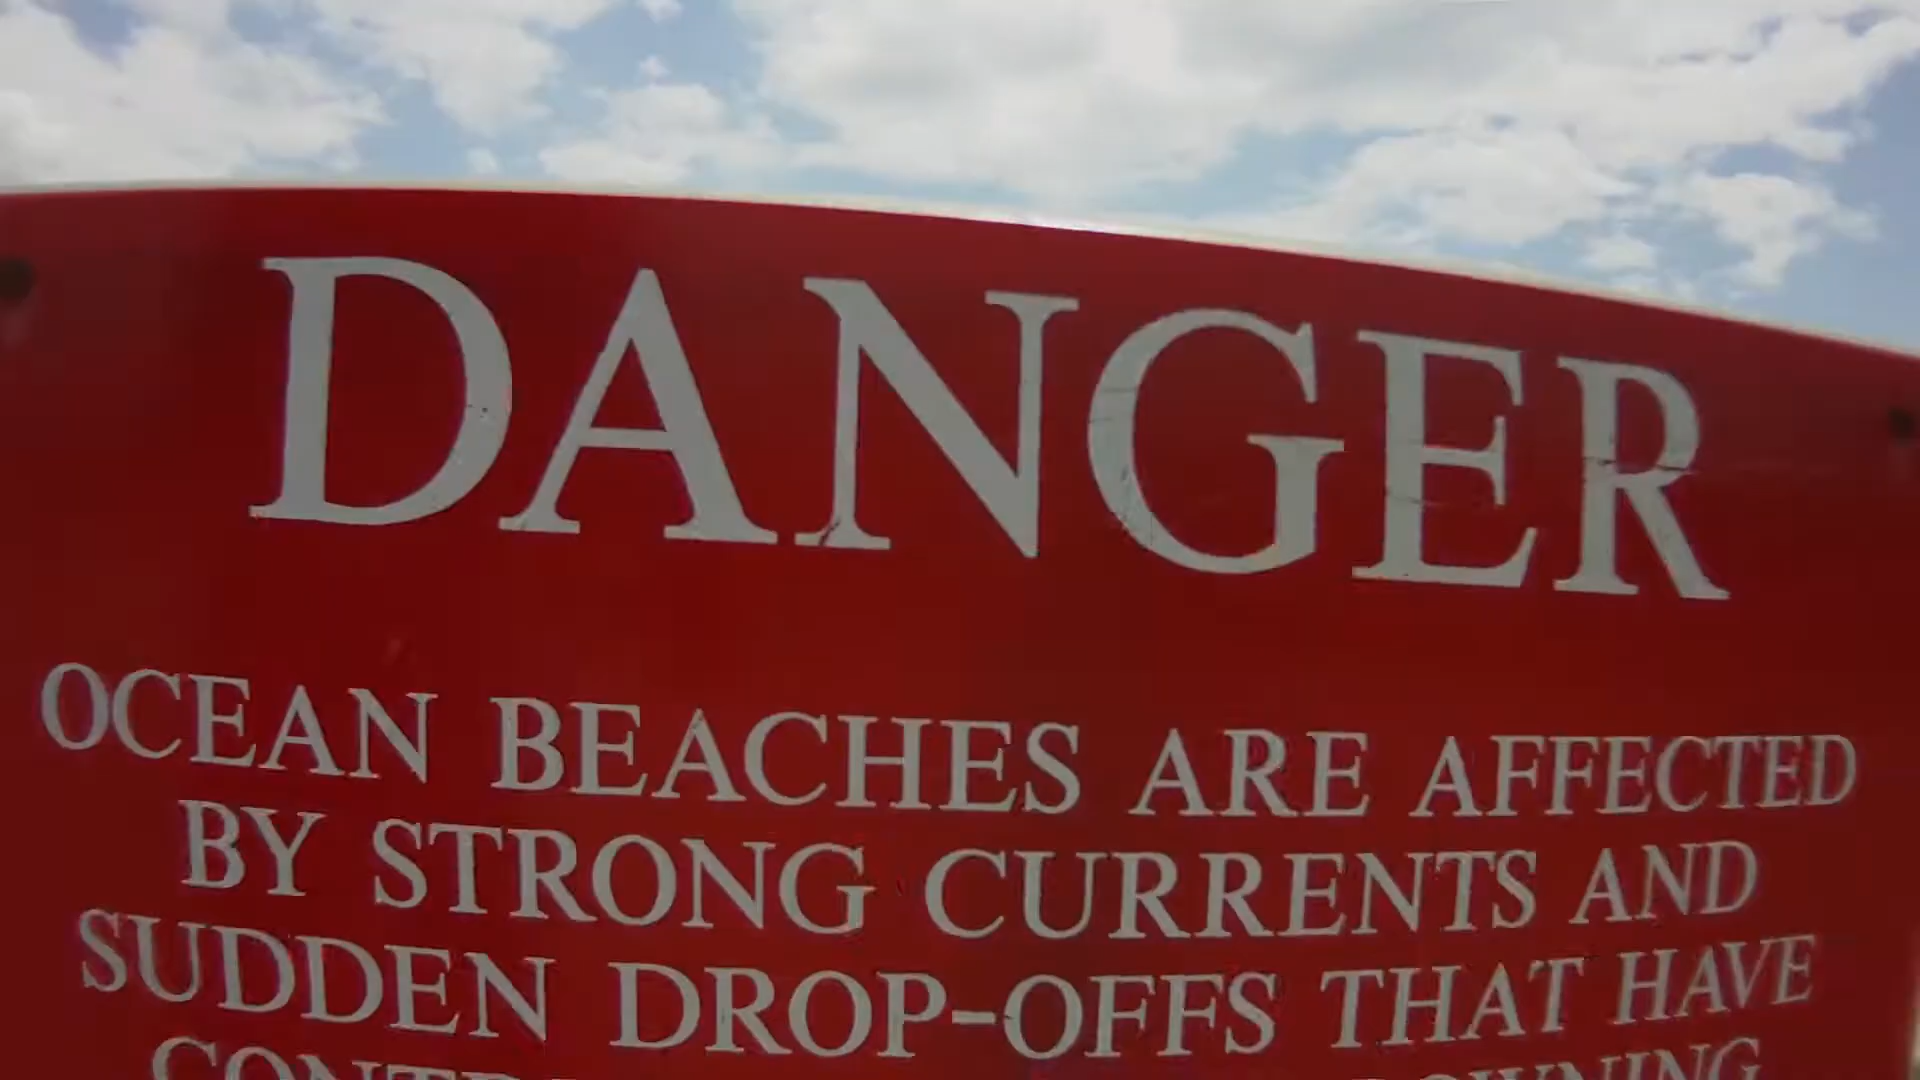 DANGER
OCEAN BEACHES ARE AFFECTED
BY STRONG CURRENTS AND
SUDDEN DROP-OFFS THAT HAVE